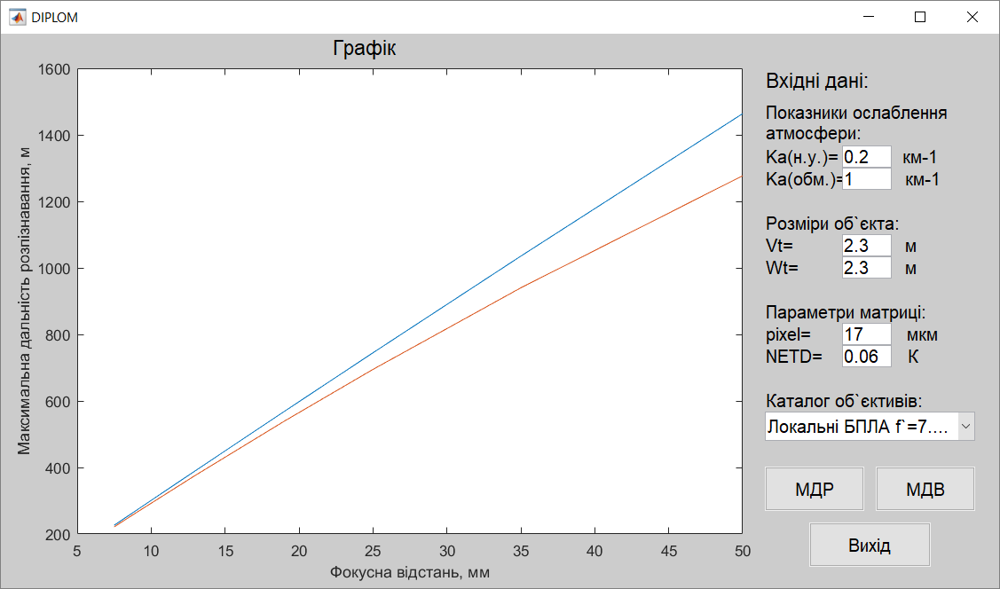 DIPLOM
Графік
1600
1400
1200
1000
800
600
400
200
Максимальна дальність розпізнавання, м
5 10 15 20 25 30 35 40 45 50
Фокусна відстань, мм
Вхідні дані:
Показники ослаблення
атмосфери:
Ka(н.у.)= 0.2 км-1
Ka(обм.)= 1 км-1
Розміри об`єкта:
Vt= 2.3 м
Wt= 2.3 м
Параметри матриці:
pixel= 17 мкм
NETD= 0.06 К
Каталог об`єктивів:
Локальні БПЛА f`=7....
МДР МДВ
Вихід